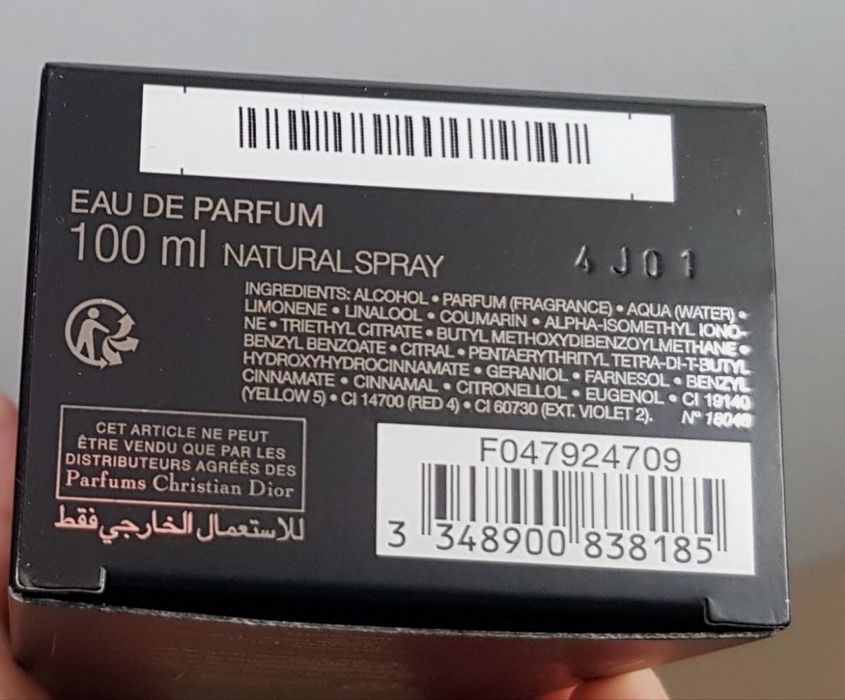 EAU DE PARFUM
100 ml NATURAL SPRAY
4J01
INGREDIENTS: ALCOHOL • PARFUM (FRAGRANCE) • AQUA (WATER) •
LIMONENE • LINALOOL • COUMARIN • ALPHA-ISOMETHYL IONO-
NE • TRIETHYL CITRATE • BUTYL METHOXYDIBENZOYLMETHANE •
BENZYL BENZOATE • CITRAL • PENTAERYTHRITYL TETRA-DI-T-BUTYL
HYDROXYHYDROCINNAMATE • GERANIOL • FARNESOL • BENZYL
CINNAMATE • CINNAMAL • CITRONELLOL • EUGENOL • CI 19140
(YELLOW 5) • CI 14700 (RED 4) • CI 60730 (EXT. VIOLET 2). N°
CET ARTICLE NE PEUT
ÊTRE VENDU QUE PAR LES
DISTRIBUTEURS AGRÉÉS DES
Parfums Christian Dior
للاستعمال الخارجي فقط
F047924709
3 348900 838185